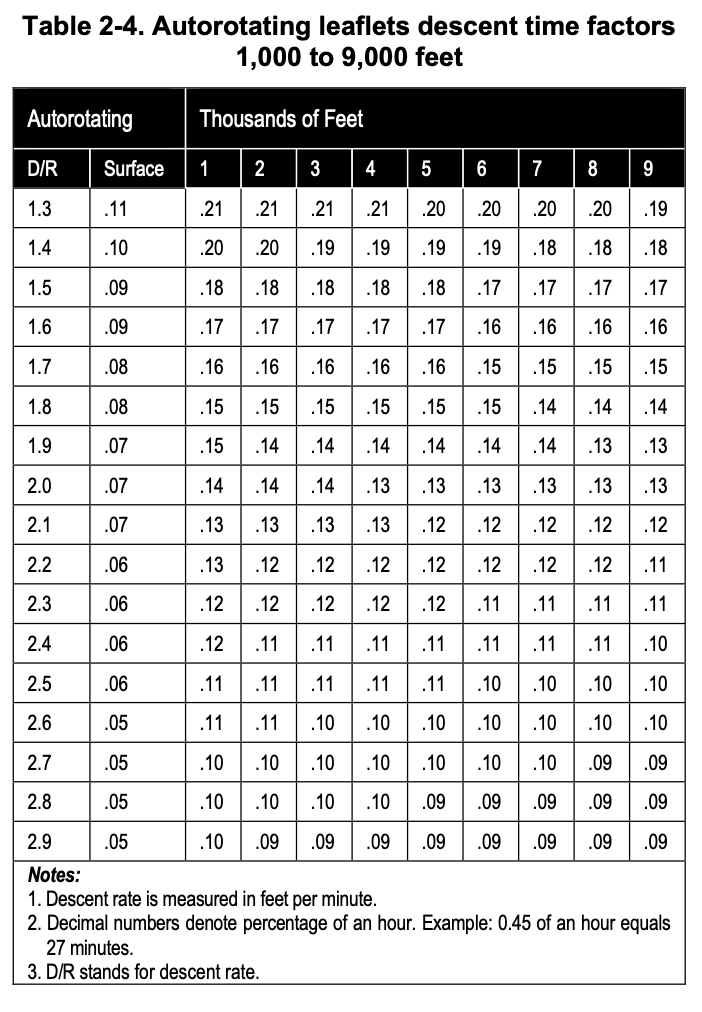 Table 2-4. Autorotating leaflets descent time factors
1,000 to 9,000 feet
Autorotating Thousands of Feet
D/R Surface 1 2 3 4 5 6 7 8 9
1.3 .11 .21 .21 .21 .21 .20 .20 .20 .20 .19
1.4 .10 .20 .20 .19 .19 .19 .19 .18 .18 .18
1.5 .09 .18 .18 .18 .18 .18 .17 .17 .17 .17
1.6 .09 .17 .17 .17 .17 .17 .16 .16 .16 .16
1.7 .08 .16 .16 .16 .16 .16 .15 .15 .15 .15
1.8 .08 .15 .15 .15 .15 .15 .15 .14 .14 .14
1.9 .07 .15 .14 .14 .14 .14 .14 .14 .13 .13
2.0 .07 .14 .14 .14 .13 .13 .13 .13 .13 .13
2.1 .07 .13 .13 .13 .13 .12 .12 .12 .12 .12
2.2 .06 .13 .12 .12 .12 .12 .12 .12 .12 .11
2.3 .06 .12 .12 .12 .12 .12 .11 .11 .11 .11
2.4 .06 .12 .11 .11 .11 .11 .11 .11 .11 .10
2.5 .06 .11 .11 .11 .11 .11 .10 .10 .10 .10
2.6 .05 .11 .11 .10 .10 .10 .10 .10 .10 .10
2.7 .05 .10 .10 .10 .10 .10 .10 .10 .09 .09
2.8 .05 .10 .10 .10 .10 .09 .09 .09 .09 .09
2.9 .05 .10 .09 .09 .09 .09 .09 .09 .09 .09
Notes:
1. Descent rate is measured in feet per minute.
2. Decimal numbers denote percentage of an hour. Example: 0.45 of an hour equals
27 minutes.
3. D/R stands for descent rate.